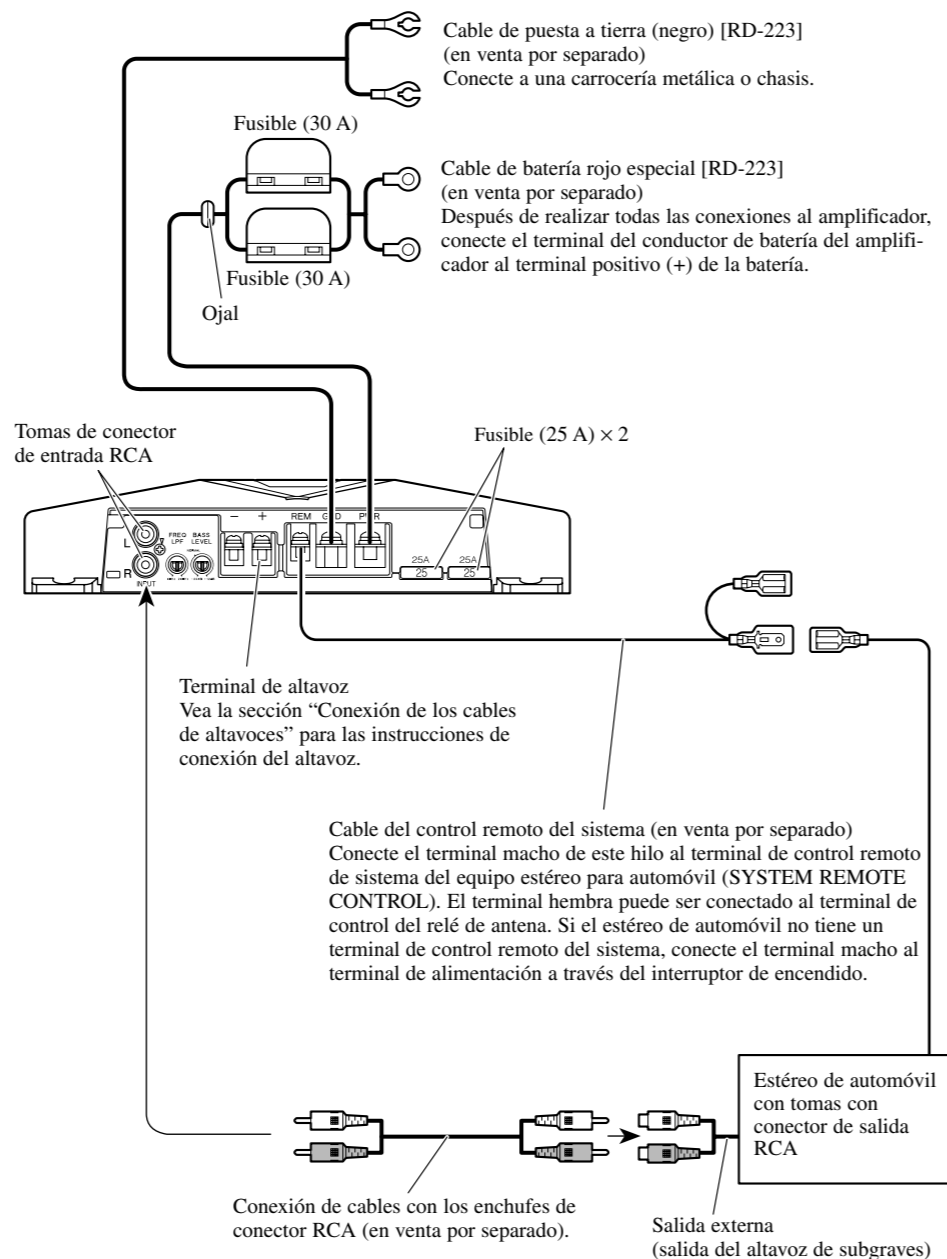 Cable de puesta a tierra (negro) [RD-223]
(en venta por separado)
Conecte a una carrocería metálica o chasis.
Fusible (30 A)
Cable de batería rojo especial [RD-223]
(en venta por separado)
Después de realizar todas las conexiones al amplificador,
conecte el terminal del conductor de batería del amplifi-
cador al terminal positivo (+) de la batería.
Fusible (30 A)
Ojal
Tomas de conector
de entrada RCA
Fusible (25 A) × 2
L
R
INPUT
FREQ
LPF
BASS
LEVEL
NORMAL
− +
REM GND PWR
25A
25
25A
25
Terminal de altavoz
Vea la sección “Conexión de los cables
de altavoces” para las instrucciones de
conexión del altavoz.
Cable del control remoto del sistema (en venta por separado)
Conecte el terminal macho de este hilo al terminal de control remoto
de sistema del equipo estéreo para automóvil (SYSTEM REMOTE
CONTROL). El terminal hembra puede ser conectado al terminal de
control del relé de antena. Si el estéreo de automóvil no tiene un
terminal de control remoto del sistema, conecte el terminal macho al
terminal de alimentación a través del interruptor de encendido.
Estéreo de automóvil
con tomas con
conector de salida
RCA
Conexión de cables con los enchufes de
conector RCA (en venta por separado).
Salida externa
(salida del altavoz de subgraves)